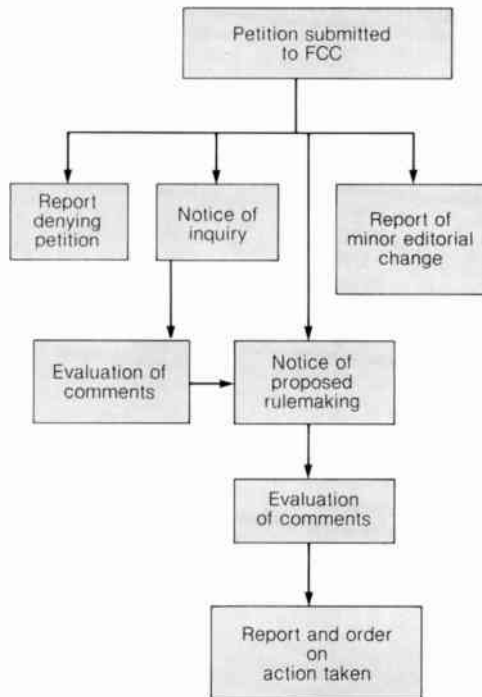 Petition submitted
to FCC
Report
denying
petition
Notice of
inquiry
Report of
minor editorial
change
Evaluation of
comments
Notice of
proposed
rulemaking
Evaluation
of comments
Report and order
on
action taken